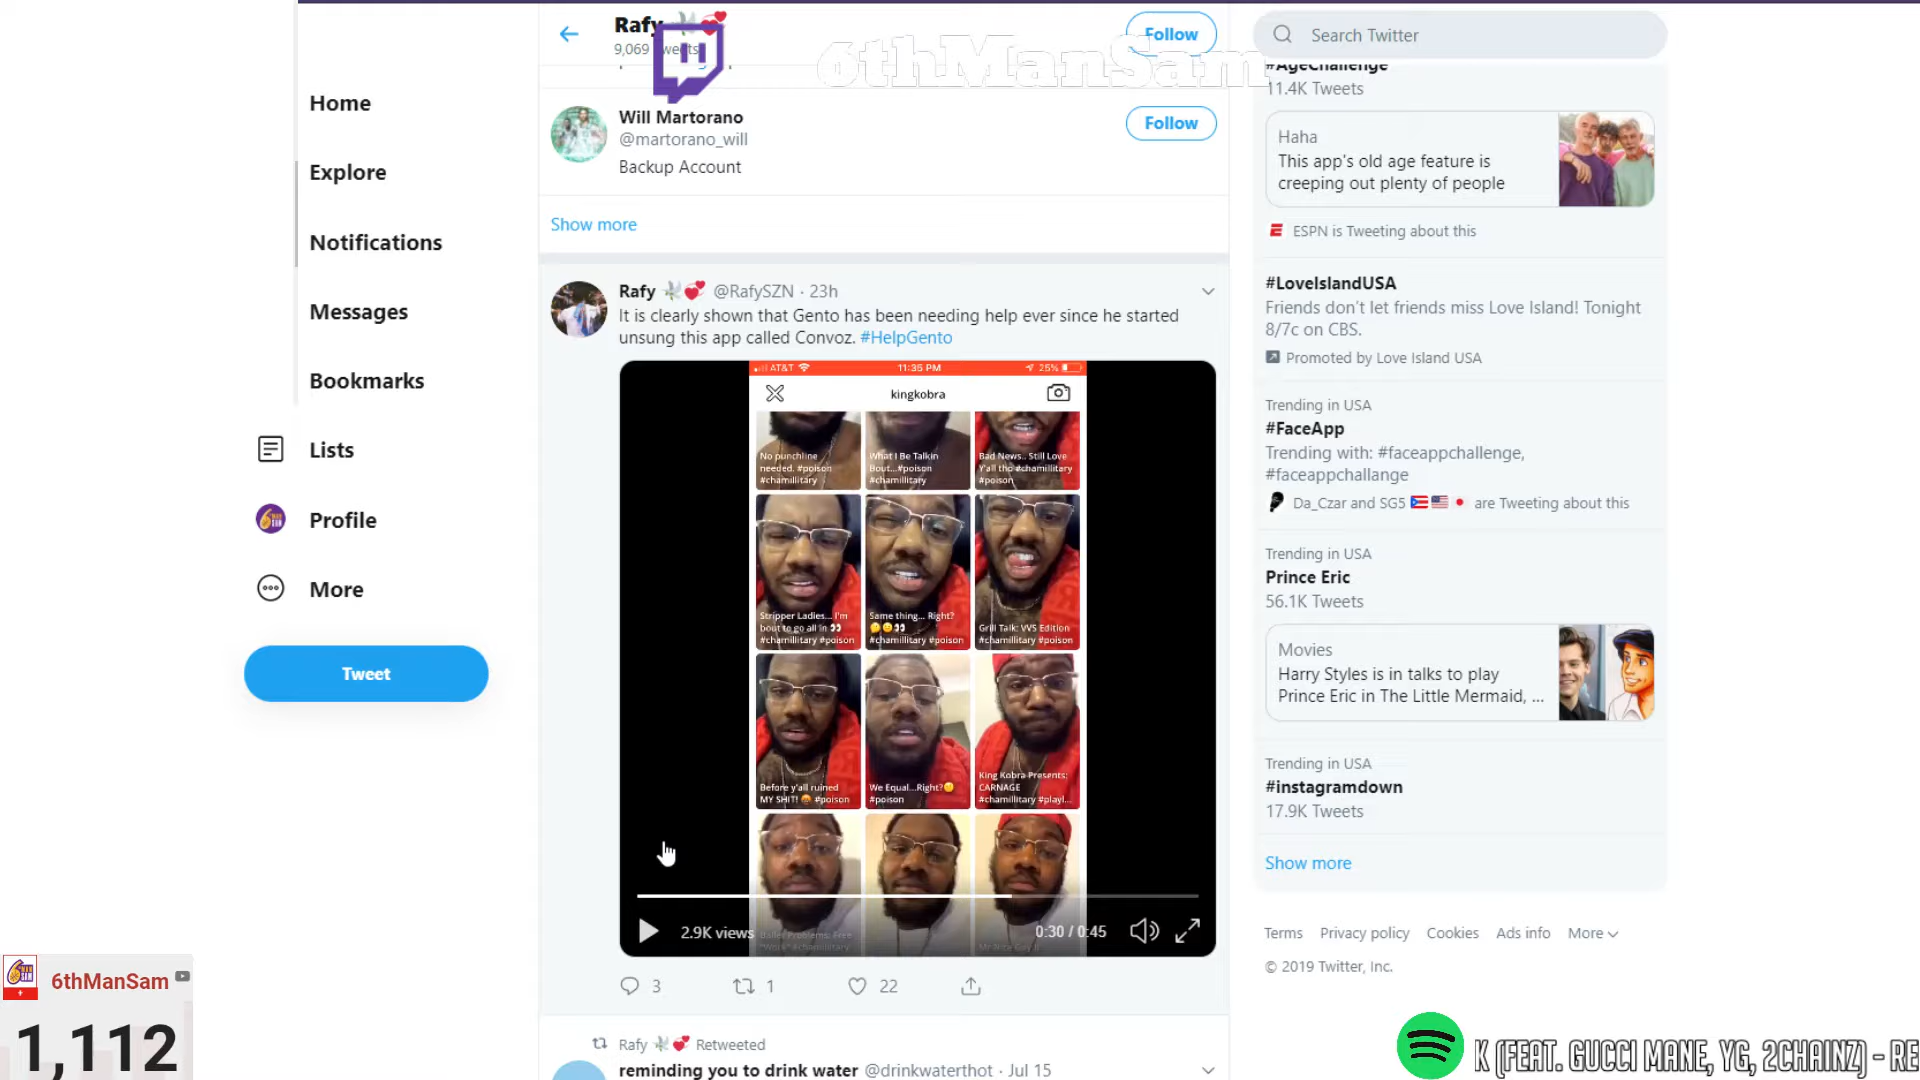 Home
Explore
Notifications
Messages
Bookmarks
Lists
Profile
More
Tweet
6thManSam
1,112
Rafy
9,069 Tweets
Follow
6thManSam
Will Martorano
@martorano_will
Backup Account
Follow
Show more
Rafy @RafySZN · 23h
It is clearly shown that Gento has been needing help ever since he started
unsung this app called Convoz. #HelpGento
AT&T 11:35 PM 25%
kingkobra
No punchline
needed. #poison
#chamillitary
What I Be Talkin
Bout...#poison
#chamillitary
Bad News.. Still Love
Y'all tho #chamillitary
#poison
Stripper Ladies... I'm
bout to go all in
#chamillitary #poison
Same thing... Right?
#chamillitary #poison
Grill Talk: VVS Edition
#chamillitary #poison
Before y'all ruined
MY SHIT! #poison
We Equal...Right?
#poison
King Kobra Presents:
CARNAGE
#chamillitary #playl...
2.9K views
0:30 / 0:45
3 1 22
Rafy Retweeted
reminding you to drink water @drinkwaterthot · Jul 15
Search Twitter
#AgeChallenge
11.4K Tweets
Haha
This app's old age feature is
creeping out plenty of people
ESPN is Tweeting about this
#LoveIslandUSA
Friends don't let friends miss Love Island! Tonight
8/7c on CBS.
Promoted by Love Island USA
Trending in USA
#FaceApp
Trending with: #faceappchallenge,
#faceappchallange
Da_Czar and SG5 are Tweeting about this
Trending in USA
Prince Eric
56.1K Tweets
Movies
Harry Styles is in talks to play
Prince Eric in The Little Mermaid, ...
Trending in USA
#instagramdown
17.9K Tweets
Show more
Terms Privacy policy Cookies Ads info More
© 2019 Twitter, Inc.
K (FEAT. GUCCI MANE, YG, 2CHAINZ) - RE